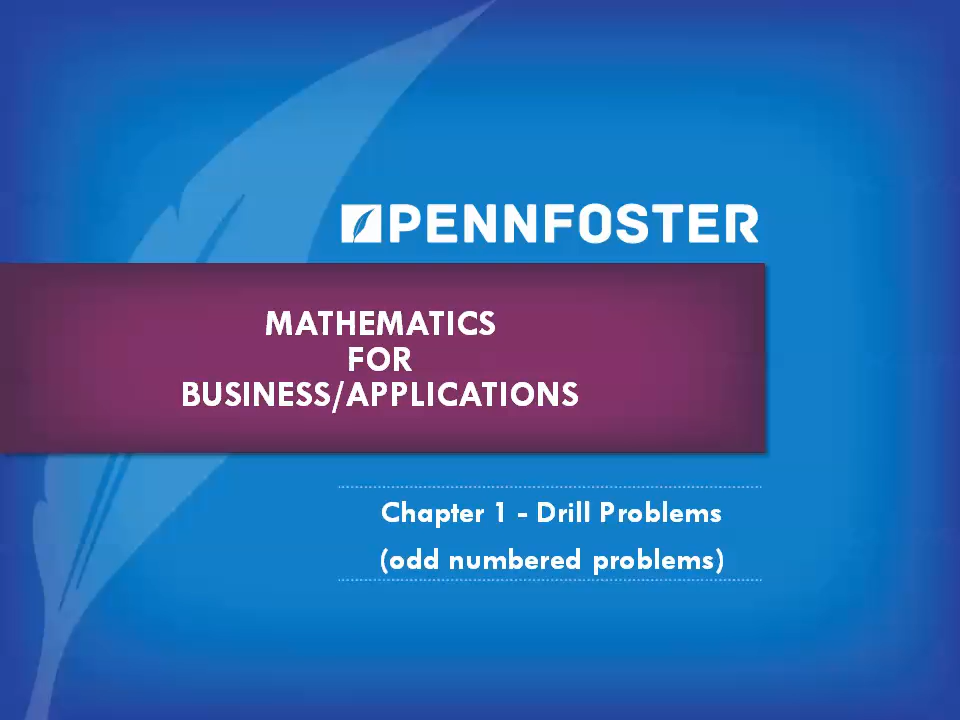 PENNFOSTER
MATHEMATICS
FOR
BUSINESS/APPLICATIONS
Chapter 1 - Drill Problems
(odd numbered problems)